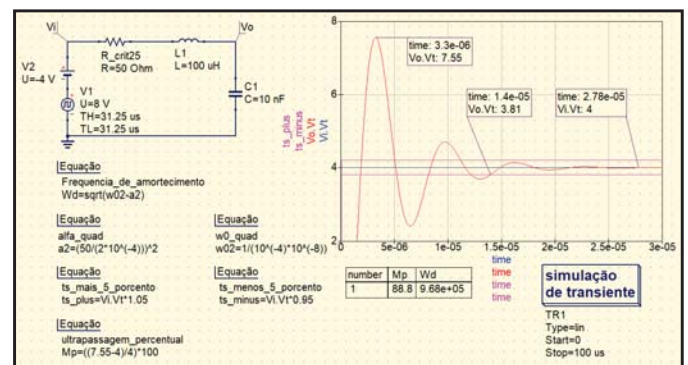 Vi
Vo
R_crit25
R=50 Ohm
L1
L=100 uH
V2
U=-4 V
V1
U=8 V
TH=31.25 us
TL=31.25 us
C1
C=10 nF
Equação
Frequencia_de_amortecimento
Wd=sqrt(w02-a2)
Equação
alfa_quad
a2=(50/(2*10^(-4)))^2
Equação
w0_quad
w02=1/(10^(-4)*10^(-8))
Equação
ts_mais_5_porcento
ts_plus=Vi.Vt*1.05
Equação
ts_menos_5_porcento
ts_minus=Vi.Vt*0.95
Equação
ultrapassagem_percentual
Mp=((7.55-4)/4)*100
8
6
4
2
ts_plus
ts_minus
Vo.Vt
Vi.Vt
time: 3.3e-06
Vo.Vt: 7.55
time: 1.4e-05
Vo.Vt: 3.81
time: 2.78e-05
Vi.Vt: 4
0 5e-06 1e-05 1.5e-05 2e-05 2.5e-05 3e-05
time
time
time
time
number Mp Wd
1 88.8 9.68e+05
simulação
de transiente
TR1
Type=lin
Start=0
Stop=100 us